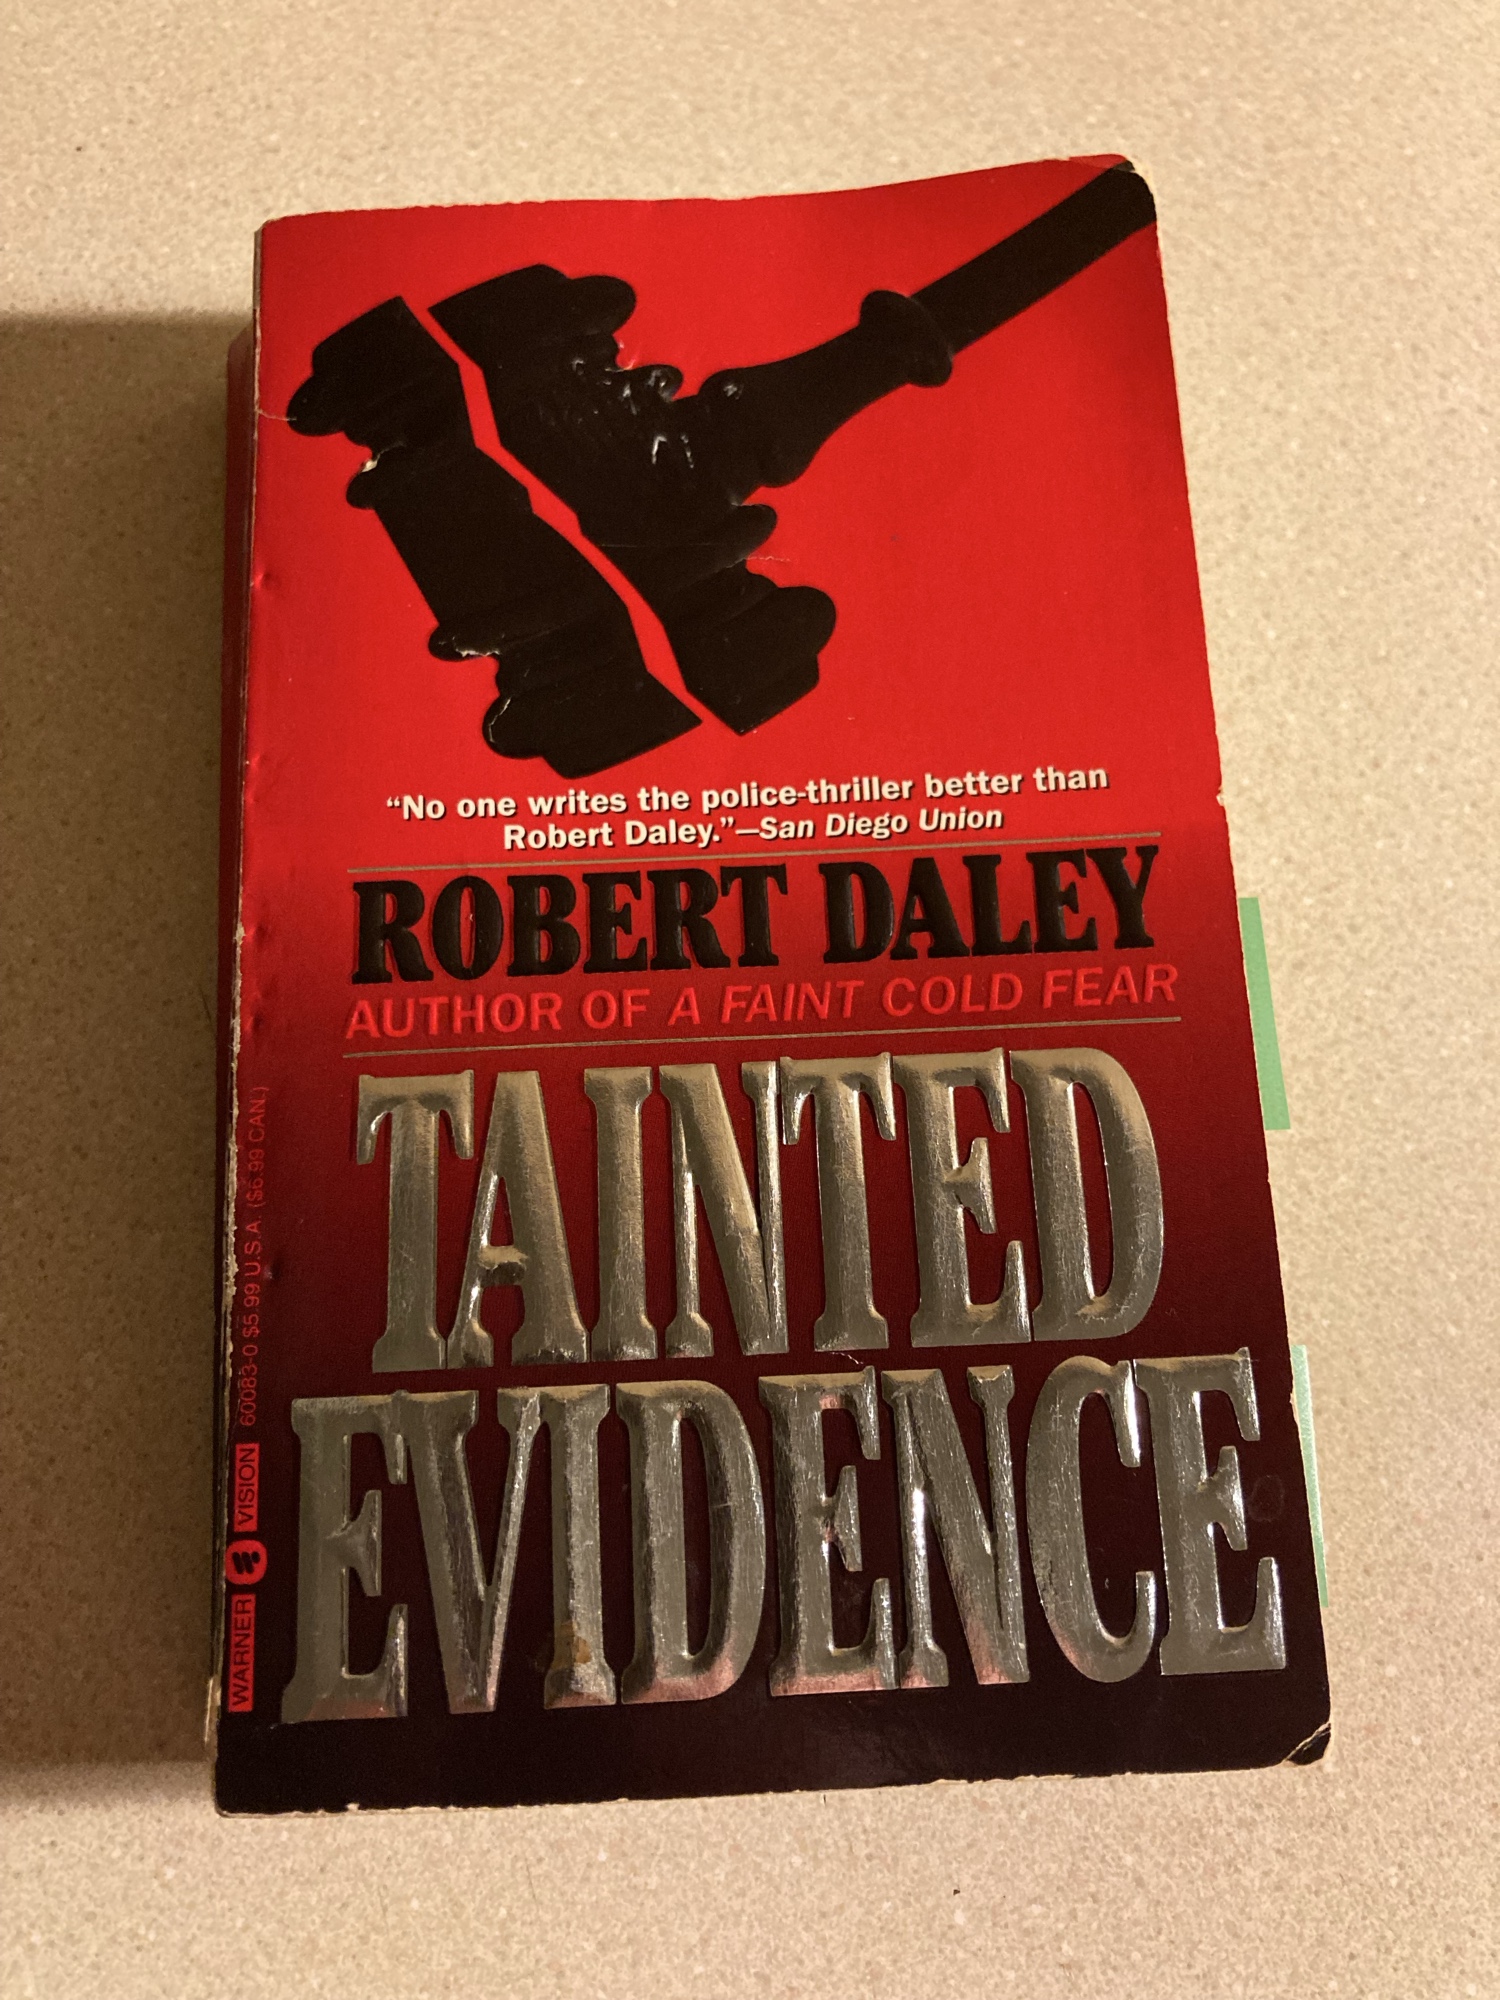 “No one writes the police-thriller better than
Robert Daley.”—San Diego Union
ROBERT DALEY
AUTHOR OF A FAINT COLD FEAR
TAINTED
EVIDENCE
WARNER VISION 60083-0 $5.99 U.S.A. ($6.99 CAN.)